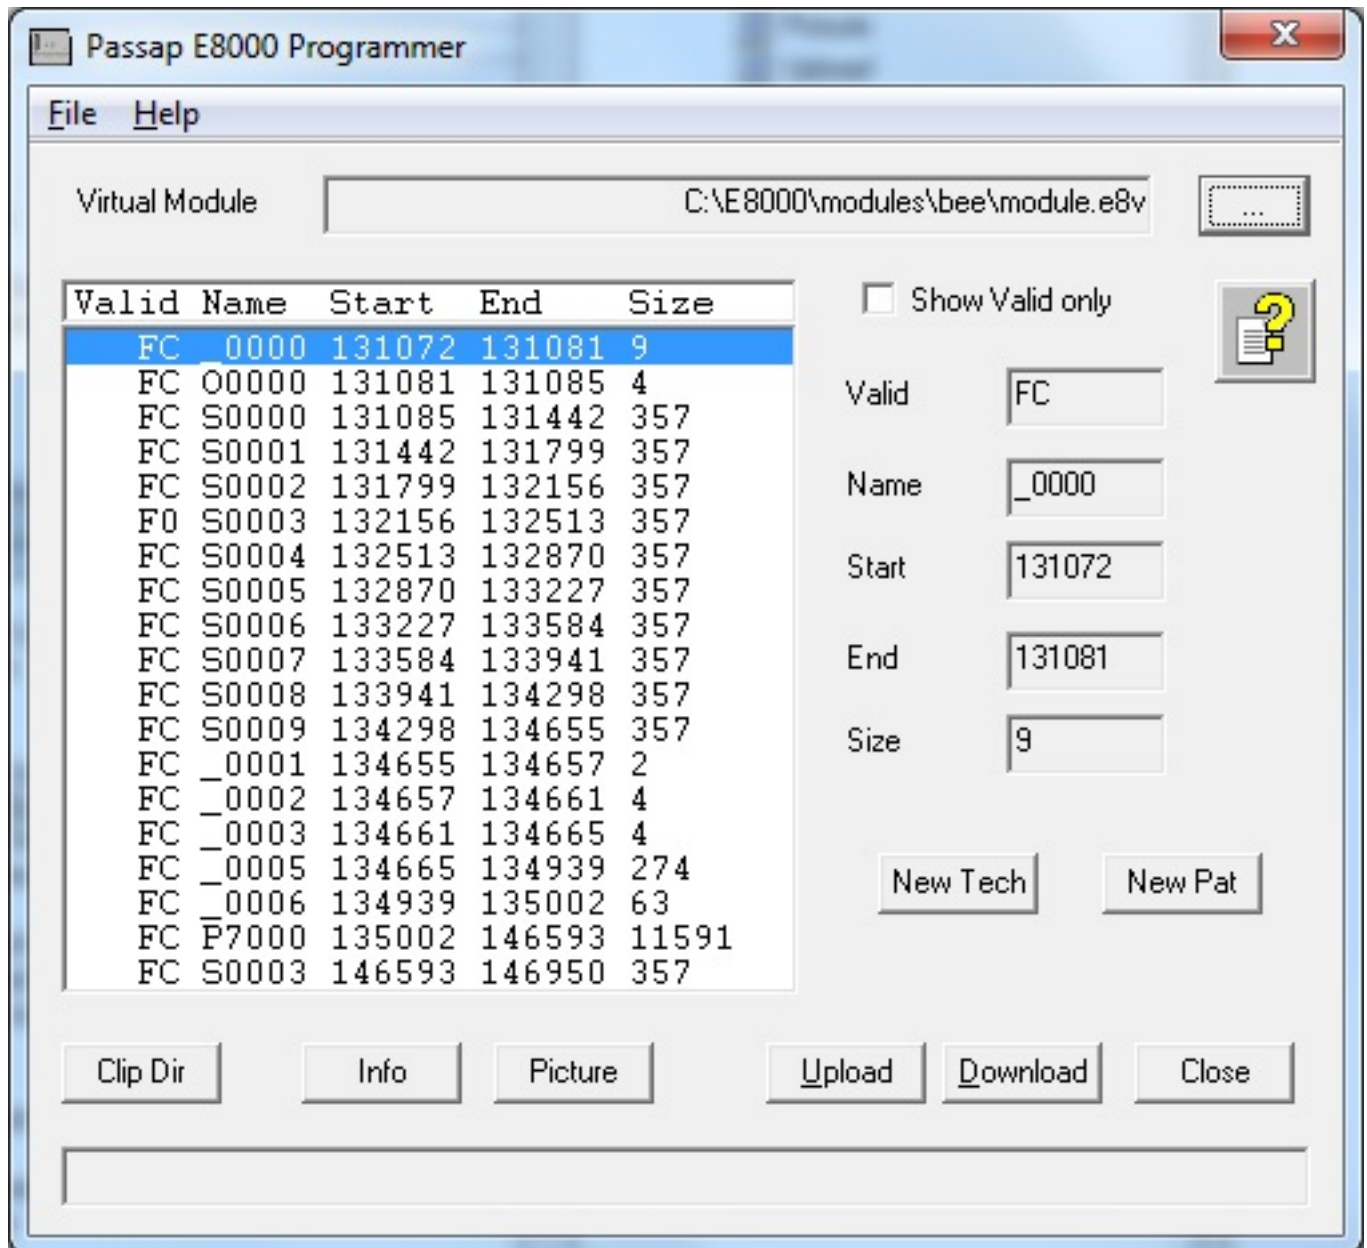 Passap E8000 Programmer
File Help
Virtual Module C:\E8000\modules\bee\module.e8v ...
Valid Name Start End Size
FC _0000 131072 131081 9
FC O0000 131081 131085 4
FC S0000 131085 131442 357
FC S0001 131442 131799 357
FC S0002 131799 132156 357
F0 S0003 132156 132513 357
FC S0004 132513 132870 357
FC S0005 132870 133227 357
FC S0006 133227 133584 357
FC S0007 133584 133941 357
FC S0008 133941 134298 357
FC S0009 134298 134655 357
FC _0001 134655 134657 2
FC _0002 134657 134661 4
FC _0003 134661 134665 4
FC _0005 134665 134939 274
FC _0006 134939 135002 63
FC P7000 135002 146593 11591
FC S0003 146593 146950 357
Show Valid only
Valid FC
Name _0000
Start 131072
End 131081
Size 9
New Tech New Pat
Clip Dir Info Picture Upload Download Close